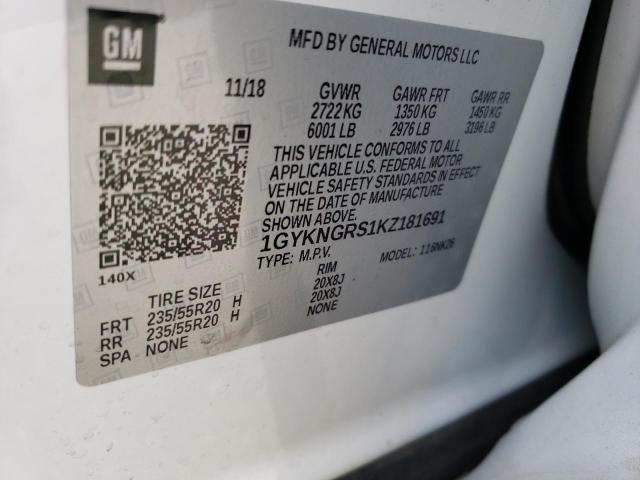 GM
MFD BY GENERAL MOTORS LLC
11/18 GVWR GAWR FRT GAWR RR
2722 KG 1350 KG 1450 KG
6001 LB 2976 LB 3196 LB
THIS VEHICLE CONFORMS TO ALL
APPLICABLE U.S. FEDERAL MOTOR
VEHICLE SAFETY STANDARDS IN EFFECT
ON THE DATE OF MANUFACTURE
SHOWN ABOVE.
1GYKNGRS1KZ181691
TYPE: M.P.V. MODEL: 116NK26
140X
TIRE SIZE RIM
FRT 235/55R20 H 20X8J
RR 235/55R20 H 20X8J
SPA NONE NONE